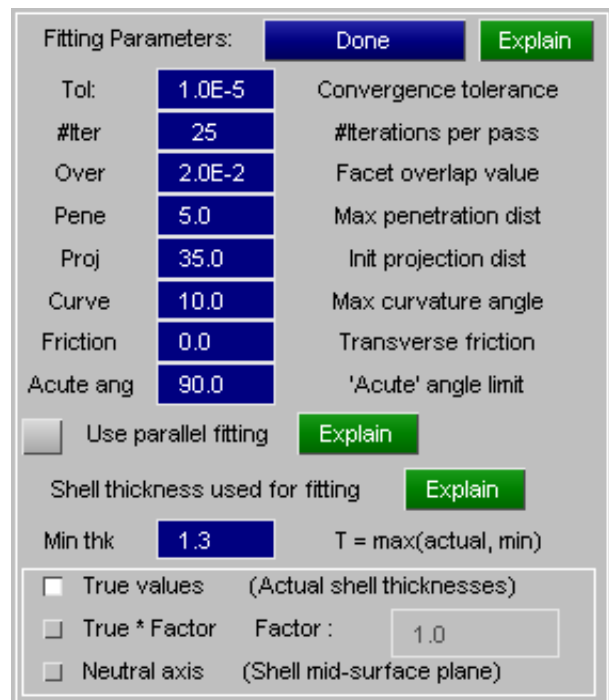 Fitting Parameters: Done Explain
Tol: 1.0E-5 Convergence tolerance
#Iter 25 #Iterations per pass
Over 2.0E-2 Facet overlap value
Pene 5.0 Max penetration dist
Proj 35.0 Init projection dist
Curve 10.0 Max curvature angle
Friction 0.0 Transverse friction
Acute ang 90.0 'Acute' angle limit
Use parallel fitting Explain
Shell thickness used for fitting Explain
Min thk 1.3 T = max(actual, min)
True values (Actual shell thicknesses)
True * Factor Factor : 1.0
Neutral axis (Shell mid-surface plane)